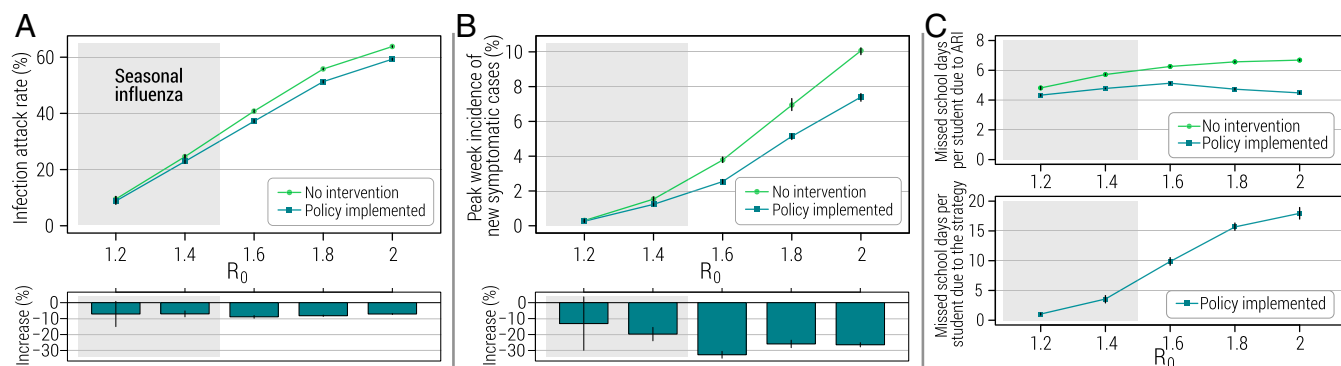 A
Infection attack rate (%)
60
40
20
0
Seasonal
influenza
No intervention
Policy implemented
1.2
1.4
1.6
1.8
2
R0
Increase (%)
0
−10
−20
−30
B
Peak week incidence of
new symptomatic cases (%)
10
8
6
4
2
0
No intervention
Policy implemented
1.2
1.4
1.6
1.8
2
R0
Increase (%)
0
−10
−20
−30
C
Missed school days
per student due to ARI
8
6
4
2
0
No intervention
Policy implemented
1.2
1.4
1.6
1.8
2
Missed school days per
student due to the strategy
20
15
10
5
0
Policy implemented
1.2
1.4
1.6
1.8
2
R0